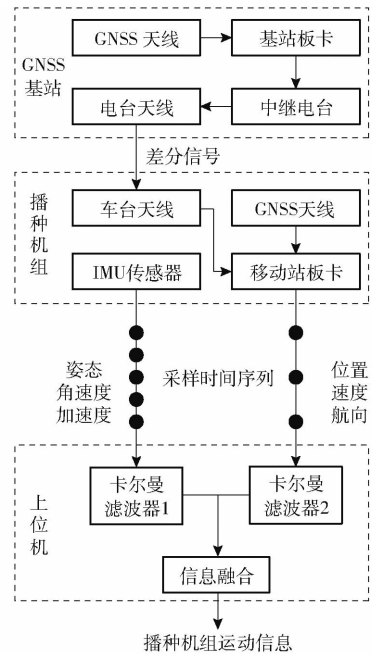 GNSS
基站
GNSS 天线
基站板卡
电台天线
中继电台
差分信号
播种机组
车台天线
GNSS天线
IMU传感器
移动站板卡
姿态
角速度
加速度
采样时间序列
位置
速度
航向
上位机
卡尔曼
滤波器1
卡尔曼
滤波器2
信息融合
播种机组运动信息